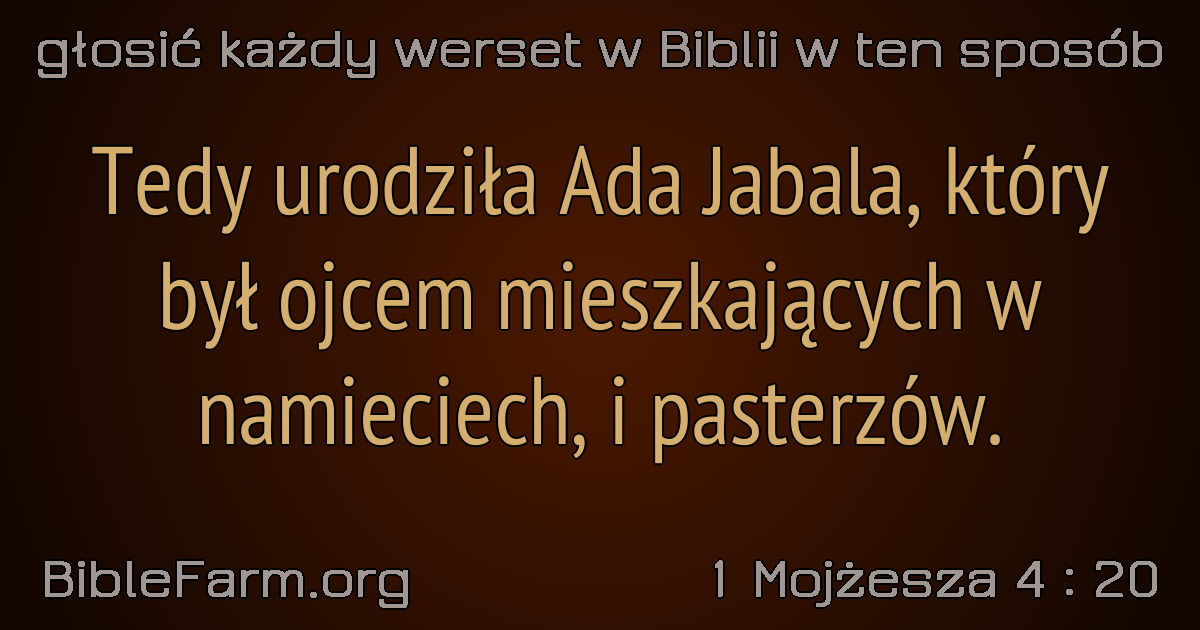 głosić każdy werset w Biblii w ten sposób
Tedy urodziła Ada Jabala, który
był ojcem mieszkających w
namieciech, i pasterzów.
BibleFarm.org
1 Mojżesza 4 : 20